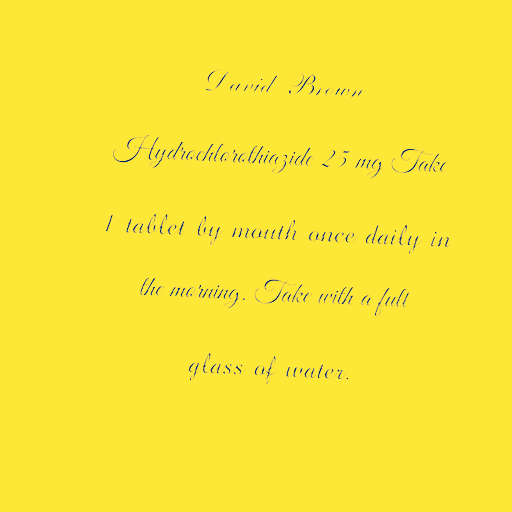 David Brown
Hydrochlorothiazide 25 mg Take
1 tablet by mouth once daily in
the morning. Take with a full
glass of water.